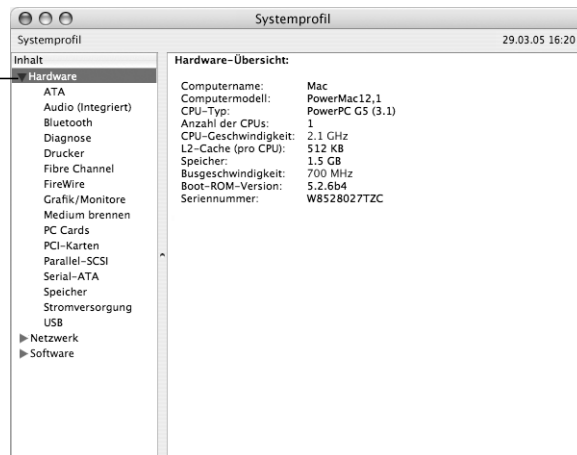 Systemprofil
Systemprofil 29.03.05 16:20
Inhalt
Hardware
ATA
Audio (Integriert)
Bluetooth
Diagnose
Drucker
Fibre Channel
FireWire
Grafik/Monitore
Medium brennen
PC Cards
PCI-Karten
Parallel-SCSI
Serial-ATA
Speicher
Stromversorgung
USB
Netzwerk
Software
Hardware-Übersicht:
Computername: Mac
Computermodell: PowerMac12,1
CPU-Typ: PowerPC G5 (3.1)
Anzahl der CPUs: 1
CPU-Geschwindigkeit: 2.1 GHz
L2-Cache (pro CPU): 512 KB
Speicher: 1.5 GB
Busgeschwindigkeit: 700 MHz
Boot-ROM-Version: 5.2.6b4
Seriennummer: W8528027TZC